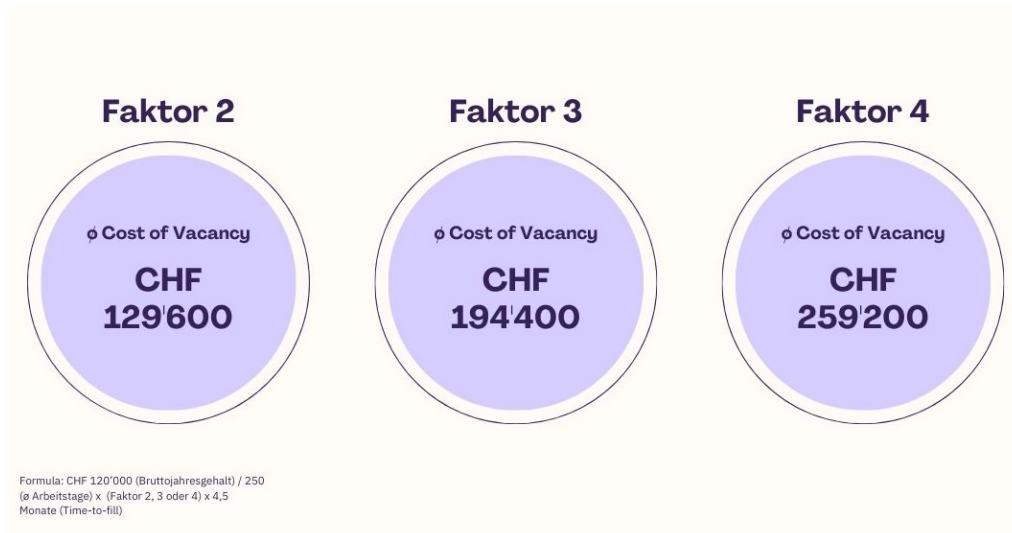 Faktor 2
Faktor 3
Faktor 4
ø Cost of Vacancy
CHF
129'600
ø Cost of Vacancy
CHF
194'400
ø Cost of Vacancy
CHF
259'200
Formula: CHF 120’000 (Bruttojahresgehalt) / 250
(ø Arbeitstage) x (Faktor 2, 3 oder 4) x 4,5
Monate (Time-to-fill)